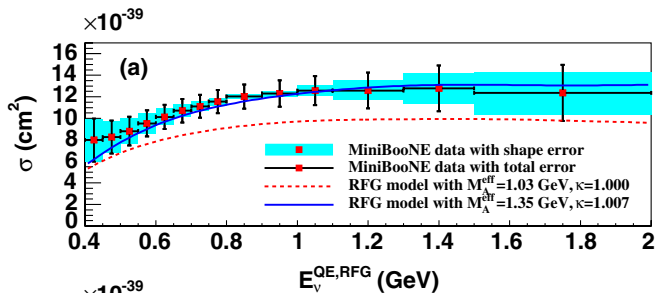 ×10⁻³⁹
(a)
σ (cm²)
16
14
12
10
8
6
4
2
0
MiniBooNE data with shape error
MiniBooNE data with total error
RFG model with M_A^eff=1.03 GeV, κ=1.000
RFG model with M_A^eff=1.35 GeV, κ=1.007
0.4 0.6 0.8 1 1.2 1.4 1.6 1.8 2
E_ν^QE,RFG (GeV)
×10⁻³⁹